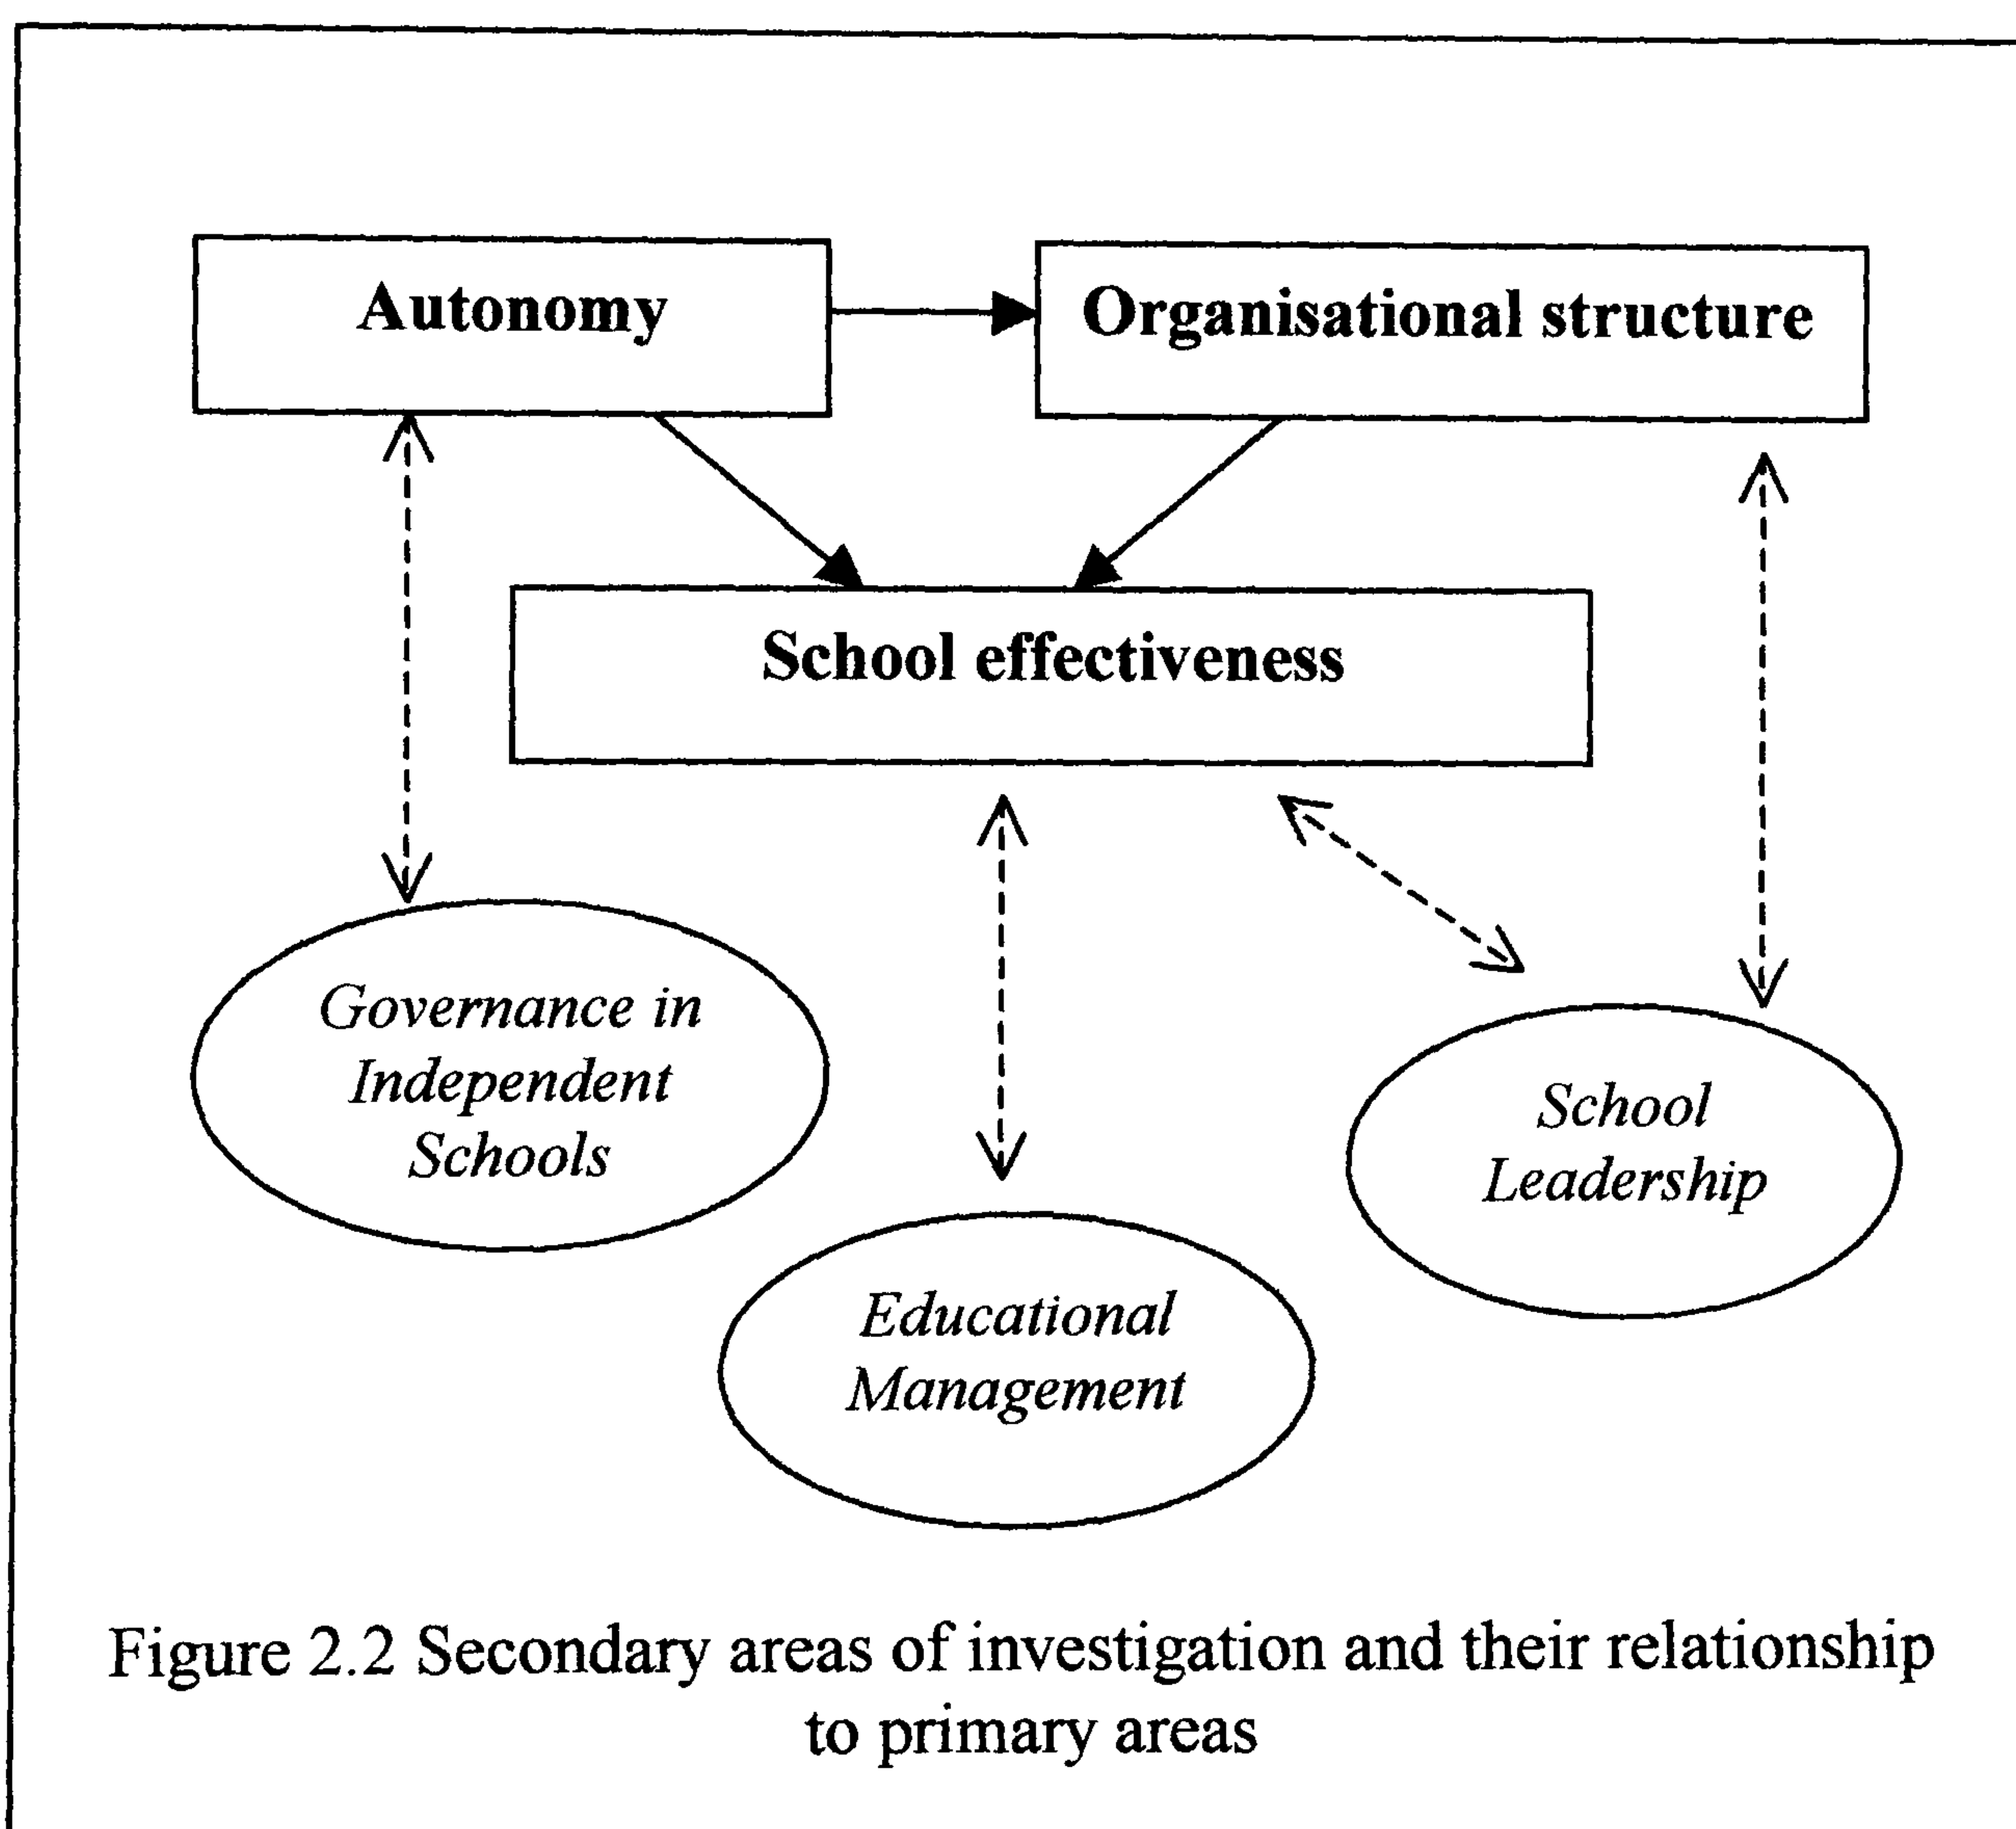 Autonomy
Organisational structure
School effectiveness
Governance in
Independent
Schools
School
Leadership
Educational
Management
Figure 2.2 Secondary areas of investigation and their relationship
to primary areas